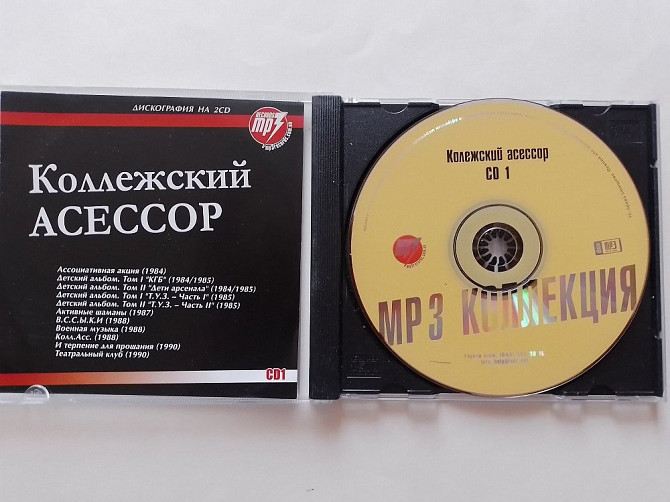 ДИСКОГРАФИЯ НА 2CD
RECORDS
mp3
Коллежский
АСЕССОР
Ассоциативная акция (1984)
Детский альбом. Том I "КГБ" (1984/1985)
Детский альбом. Том II "Дети арсенала" (1984/1985)
Детский альбом. Том I "Т.У.З. – Часть I" (1985)
Детский альбом. Том II "Т.У.З. – Часть II" (1985)
Активные шаманы (1987)
В.С.С.Ы.К.И (1988)
Военная музыка (1988)
Колл.Асс. (1988)
И терпение для прощания (1990)
Театральный клуб (1990)
CD1
Колежский асессор
CD 1
MP3
MP3 КОЛЛЕКЦИЯ